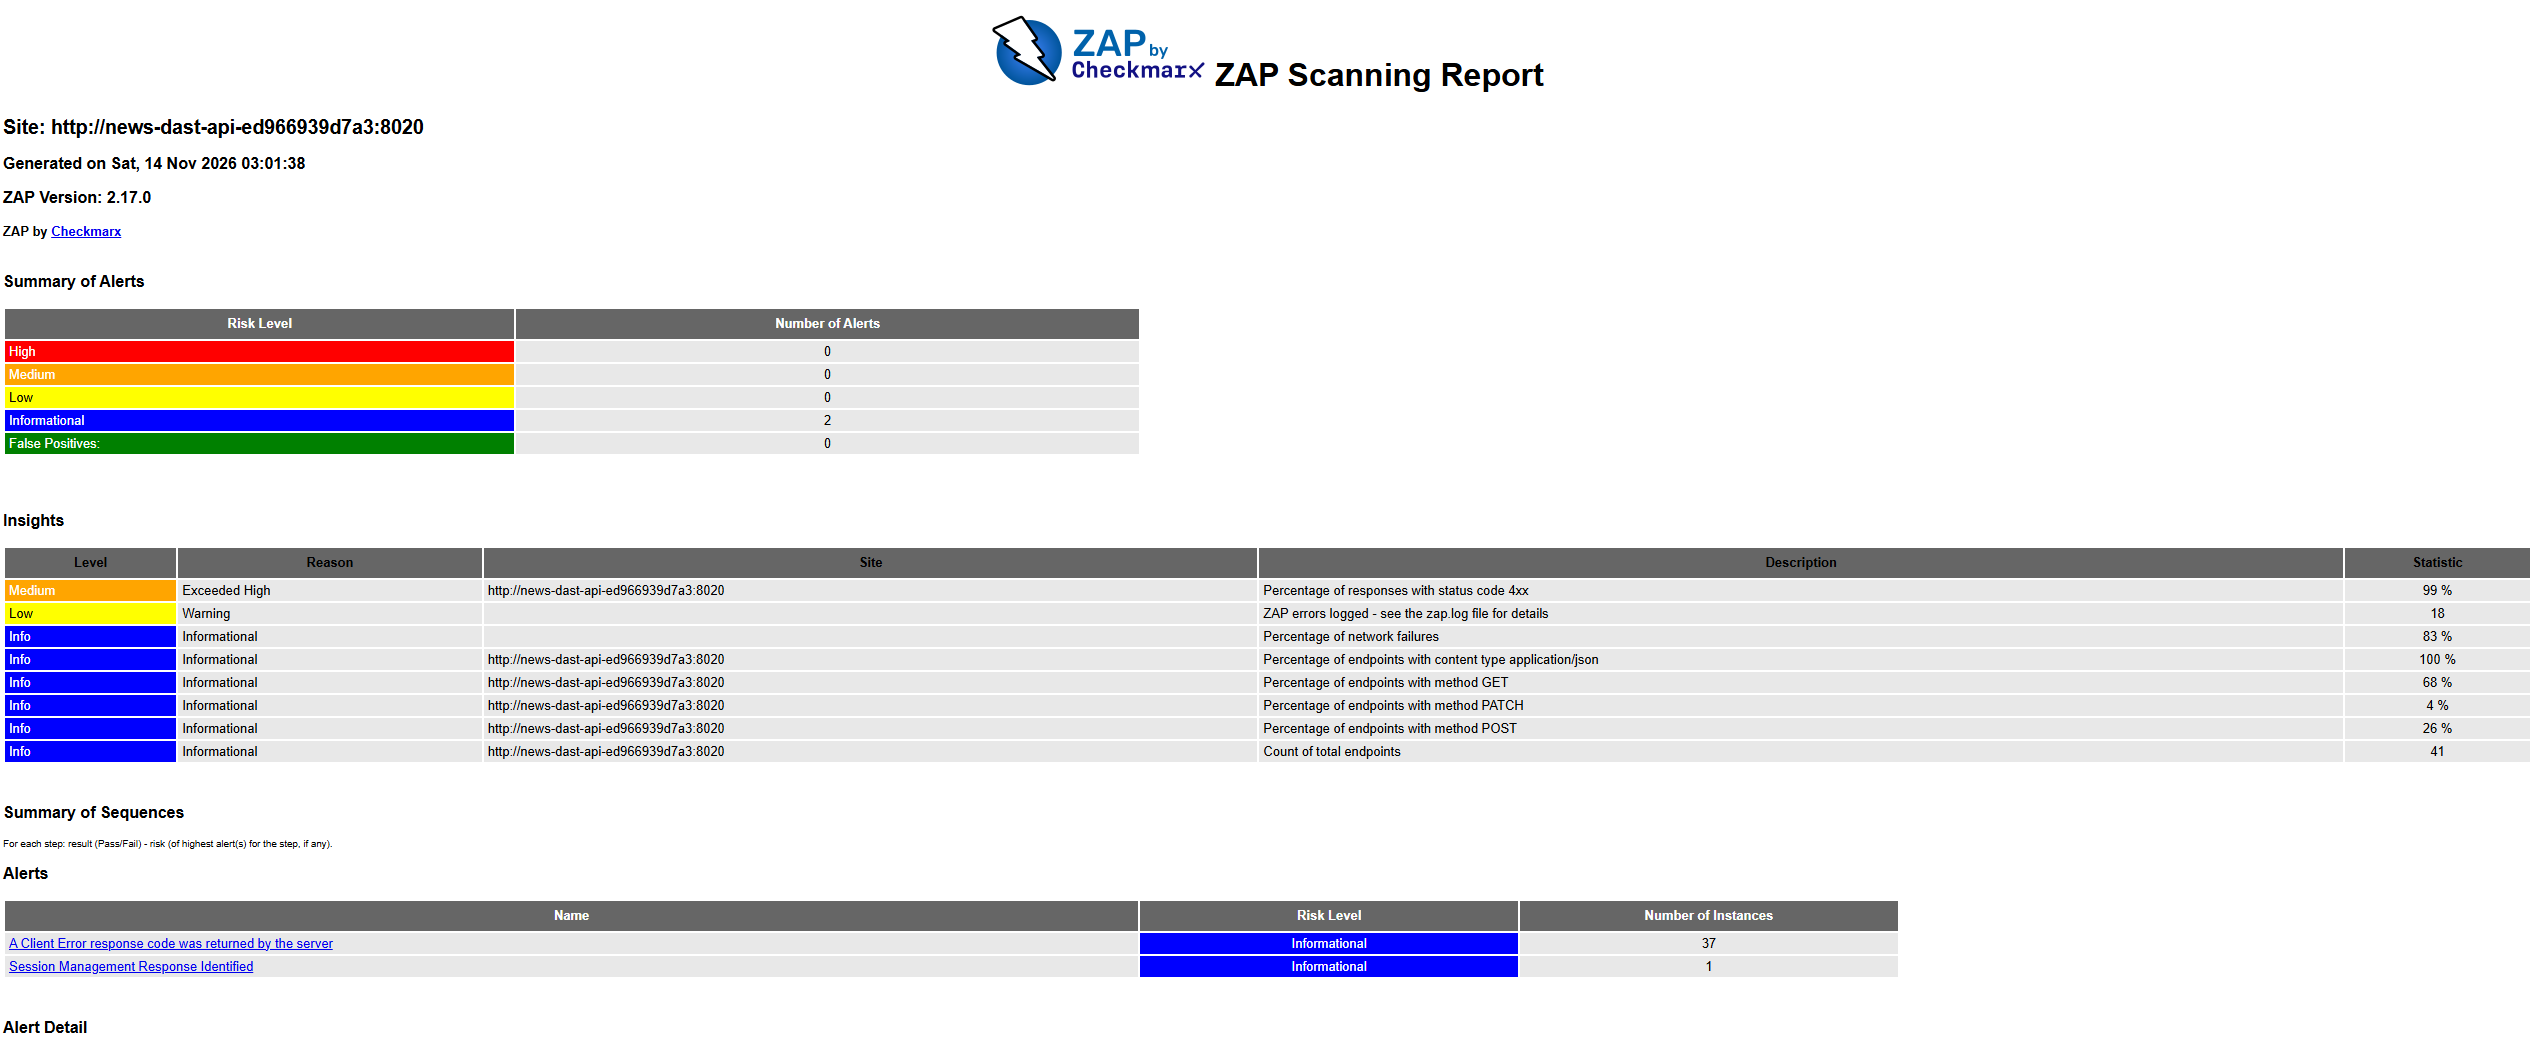 ZAP by
Checkmarx ZAP Scanning Report
Site: http://news-dast-api-ed966939d7a3:8020
Generated on Sat, 14 Nov 2026 03:01:38
ZAP Version: 2.17.0
ZAP by Checkmarx
Summary of Alerts
Risk Level Number of Alerts
High 0
Medium 0
Low 0
Informational 2
False Positives: 0
Insights
Level Reason Site Description Statistic
Medium Exceeded High http://news-dast-api-ed966939d7a3:8020 Percentage of responses with status code 4xx 99 %
Low Warning ZAP errors logged - see the zap.log file for details 18
Info Informational Percentage of network failures 83 %
Info Informational http://news-dast-api-ed966939d7a3:8020 Percentage of endpoints with content type application/json 100 %
Info Informational http://news-dast-api-ed966939d7a3:8020 Percentage of endpoints with method GET 68 %
Info Informational http://news-dast-api-ed966939d7a3:8020 Percentage of endpoints with method PATCH 4 %
Info Informational http://news-dast-api-ed966939d7a3:8020 Percentage of endpoints with method POST 26 %
Info Informational http://news-dast-api-ed966939d7a3:8020 Count of total endpoints 41
Summary of Sequences
For each step: result (Pass/Fail) - risk (of highest alert(s) for the step, if any).
Alerts
Name Risk Level Number of Instances
A Client Error response code was returned by the server Informational 37
Session Management Response Identified Informational 1
Alert Detail